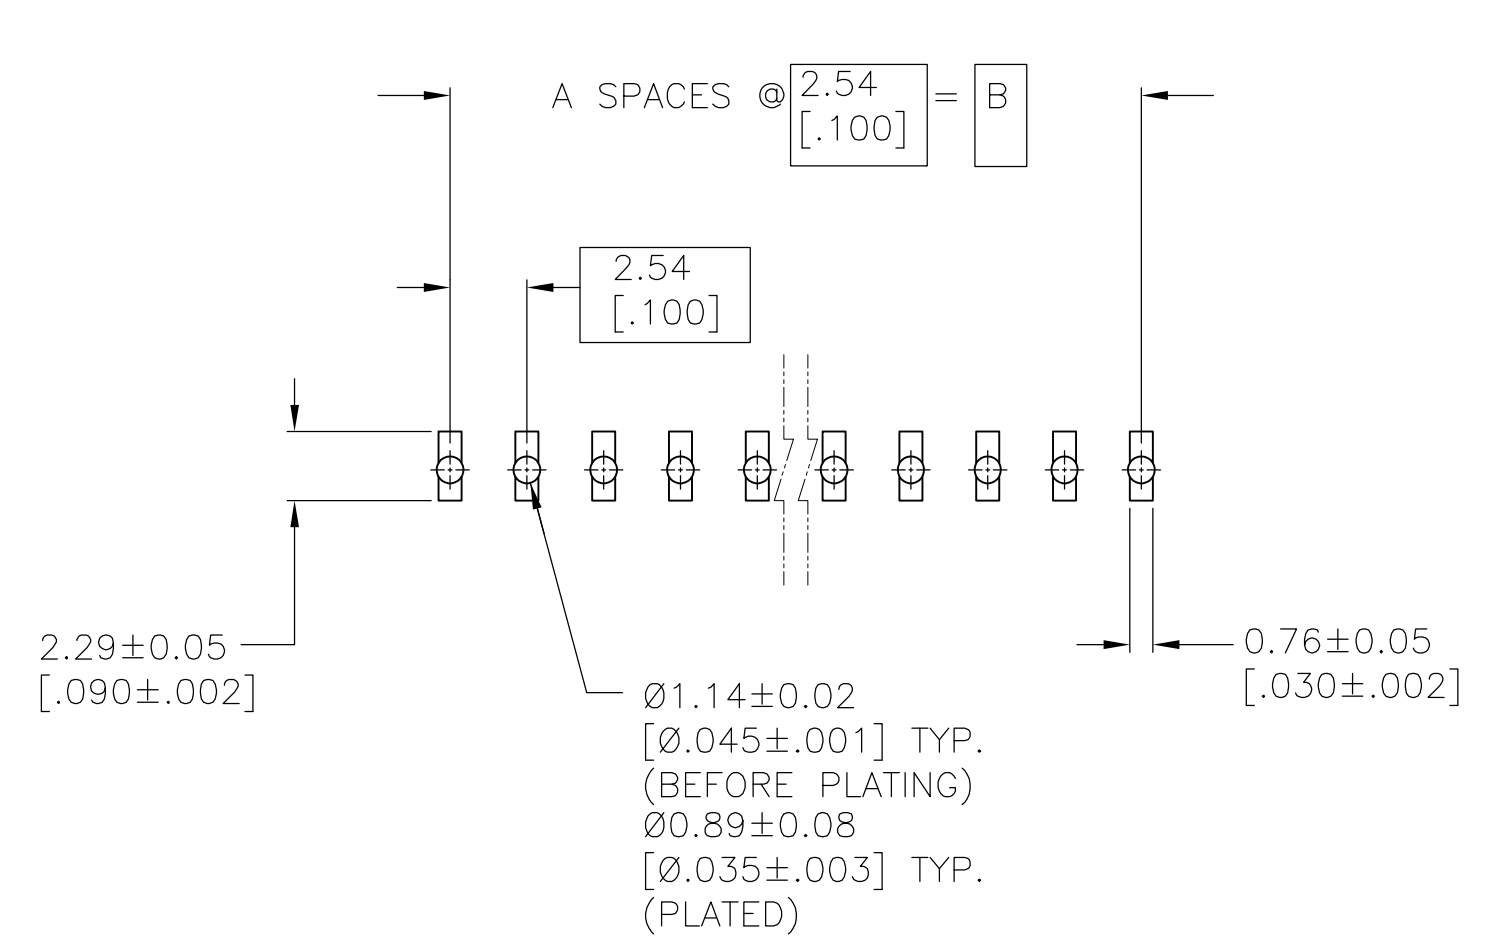 A SPACES @ 2.54 = B
[.100]
2.54
[.100]
2.29±0.05
[.090±.002]
0.76±0.05
[.030±.002]
Ø1.14±0.02
[Ø.045±.001] TYP.
(BEFORE PLATING)
Ø0.89±0.08
[Ø.035±.003] TYP.
(PLATED)